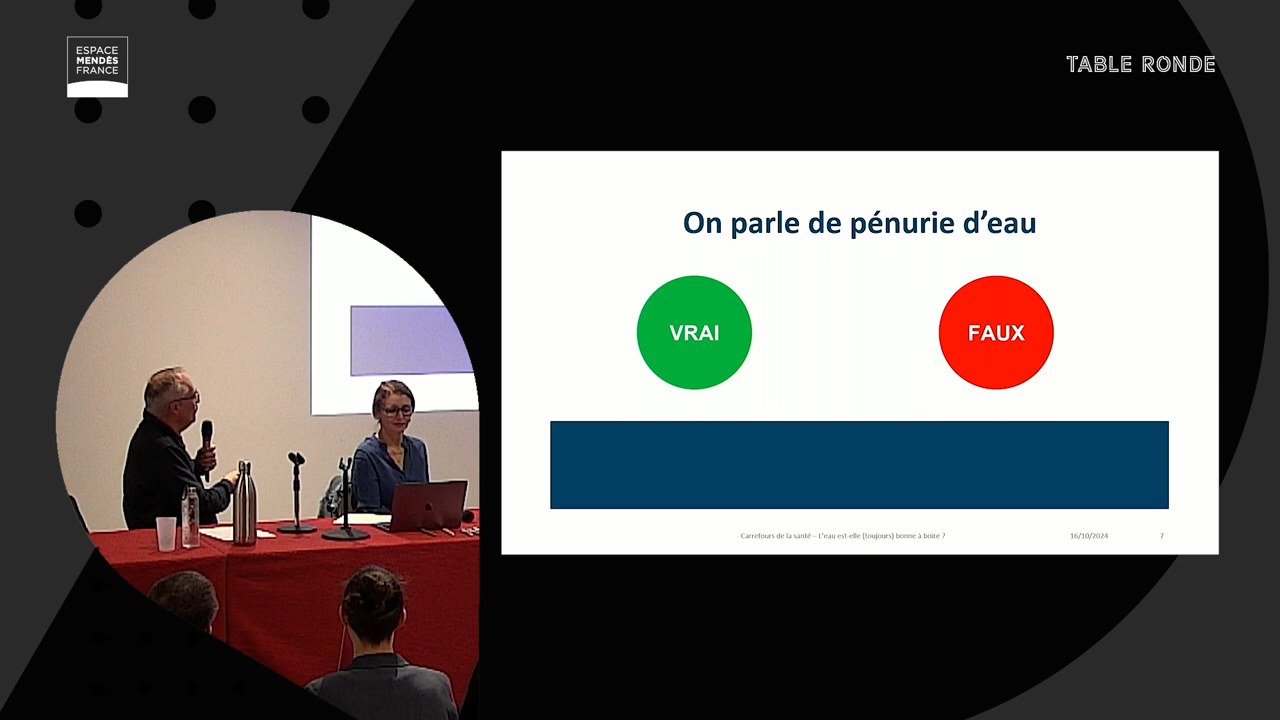 ESPACE
MENDÈS
FRANCE
TABLE RONDE
On parle de pénurie d’eau
VRAI
FAUX
Carrefours de la santé – L’eau est-elle (toujours) bonne à boire ?
16/10/2024
7